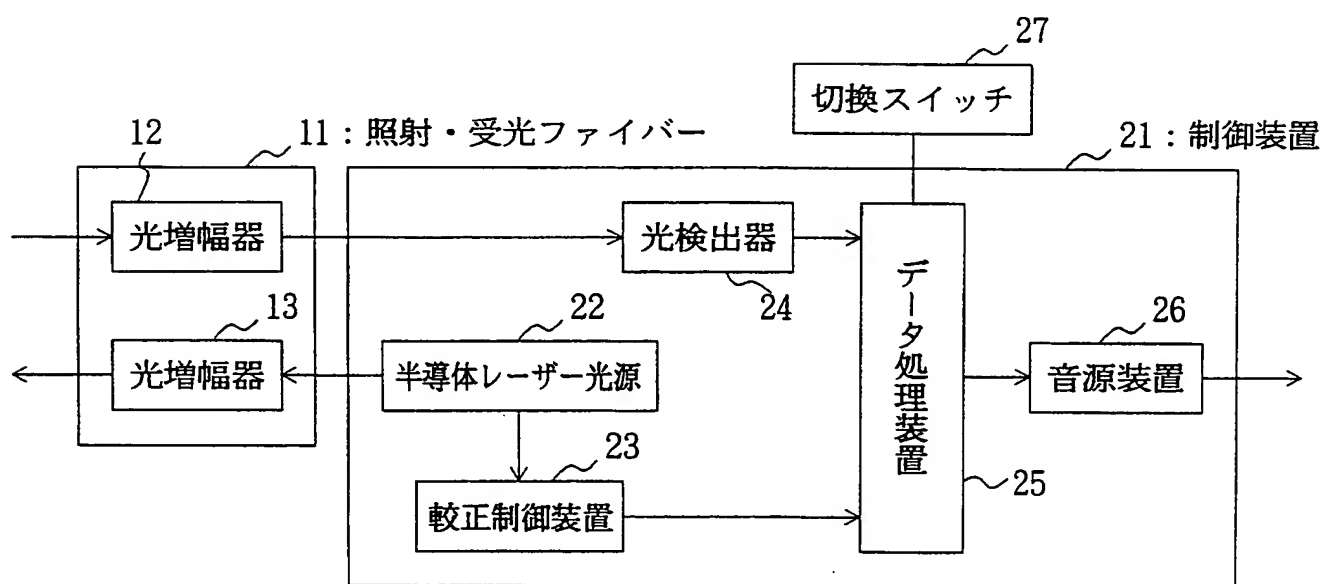 27
切換スイッチ
11：照射・受光ファイバー
21：制御装置
12
光増幅器
光検出器
24
13
光増幅器
22
半導体レーザー光源
23
較正制御装置
データ処理装置
25
26
音源装置